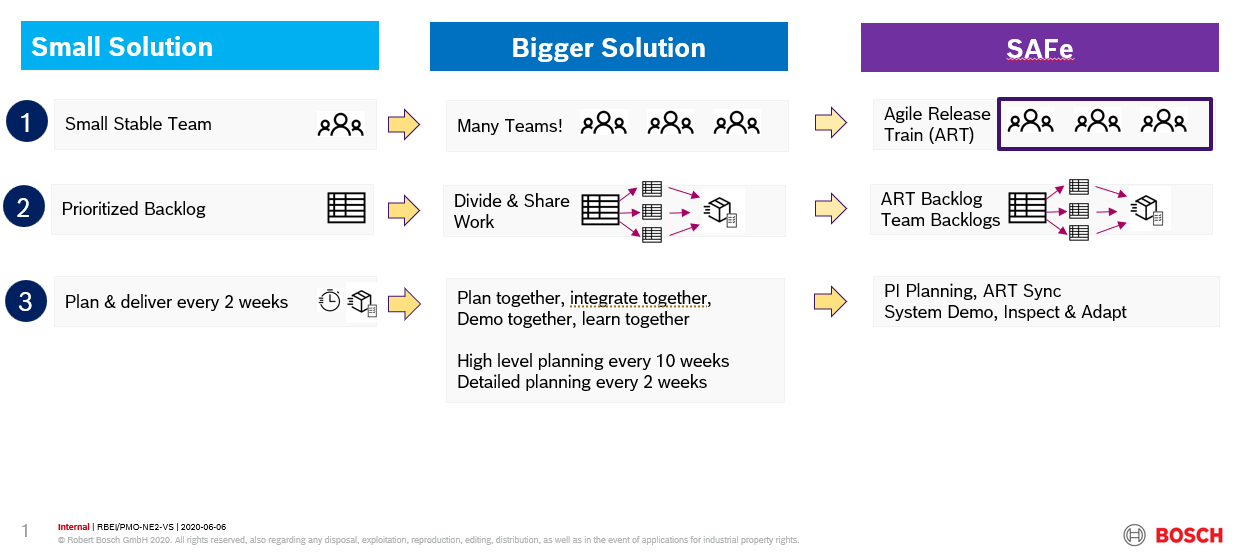 Small Solution
Bigger Solution
SAFe
1
Small Stable Team
Many Teams!
Agile Release
Train (ART)
2
Prioritized Backlog
Divide & Share
Work
ART Backlog
Team Backlogs
3
Plan & deliver every 2 weeks
Plan together, integrate together,
Demo together, learn together
High level planning every 10 weeks
Detailed planning every 2 weeks
PI Planning, ART Sync
System Demo, Inspect & Adapt
1
Internal | RBEI/PMO-NE2-VS | 2020-06-06
© Robert Bosch GmbH 2020. All rights reserved, also regarding any disposal, exploitation, reproduction, editing, distribution, as well as in the event of applications for industrial property rights.
BOSCH